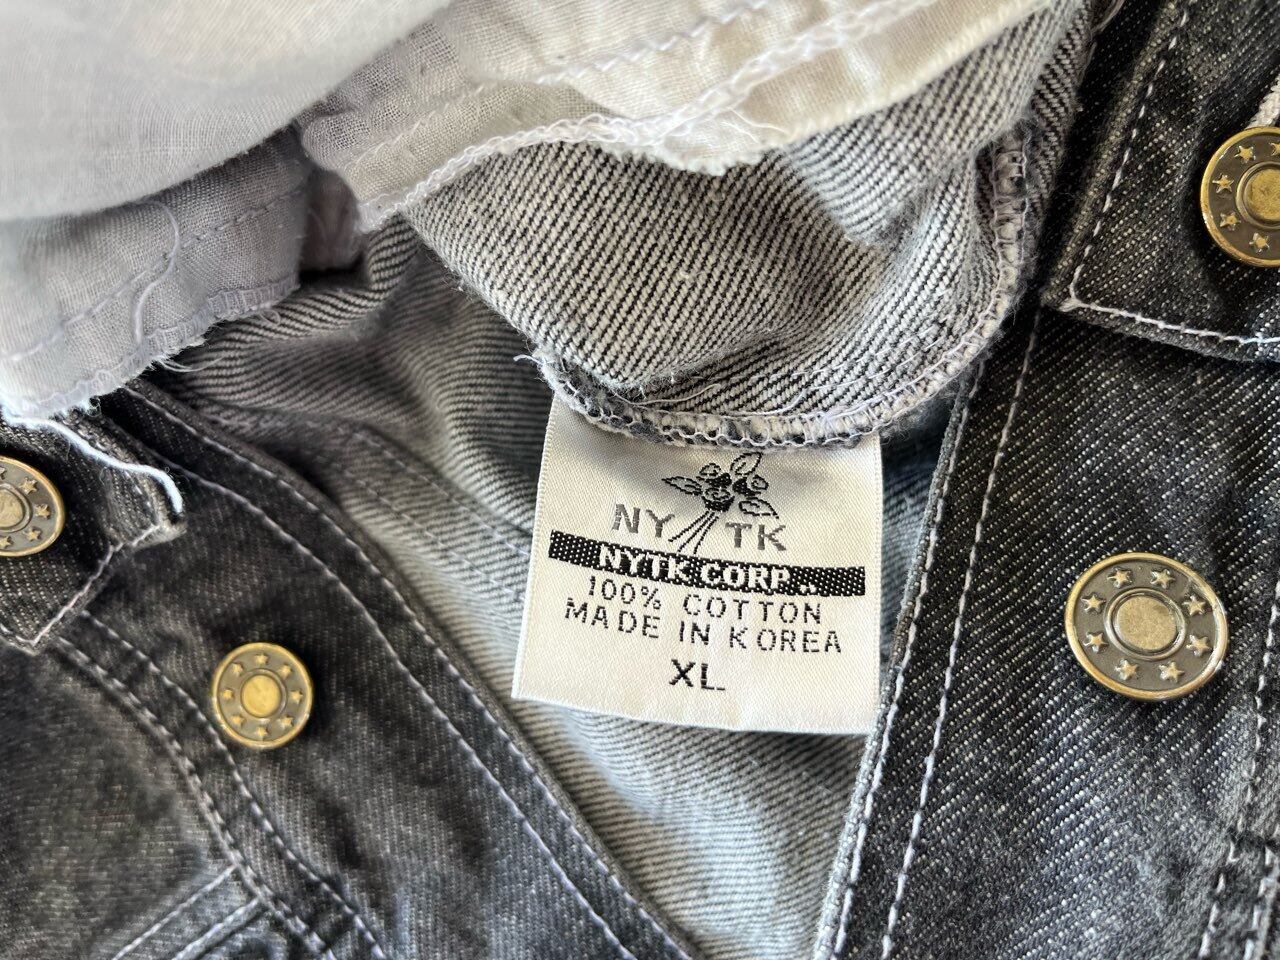 NY TK
NYTK CORP.
100% COTTON
MADE IN KOREA
XL